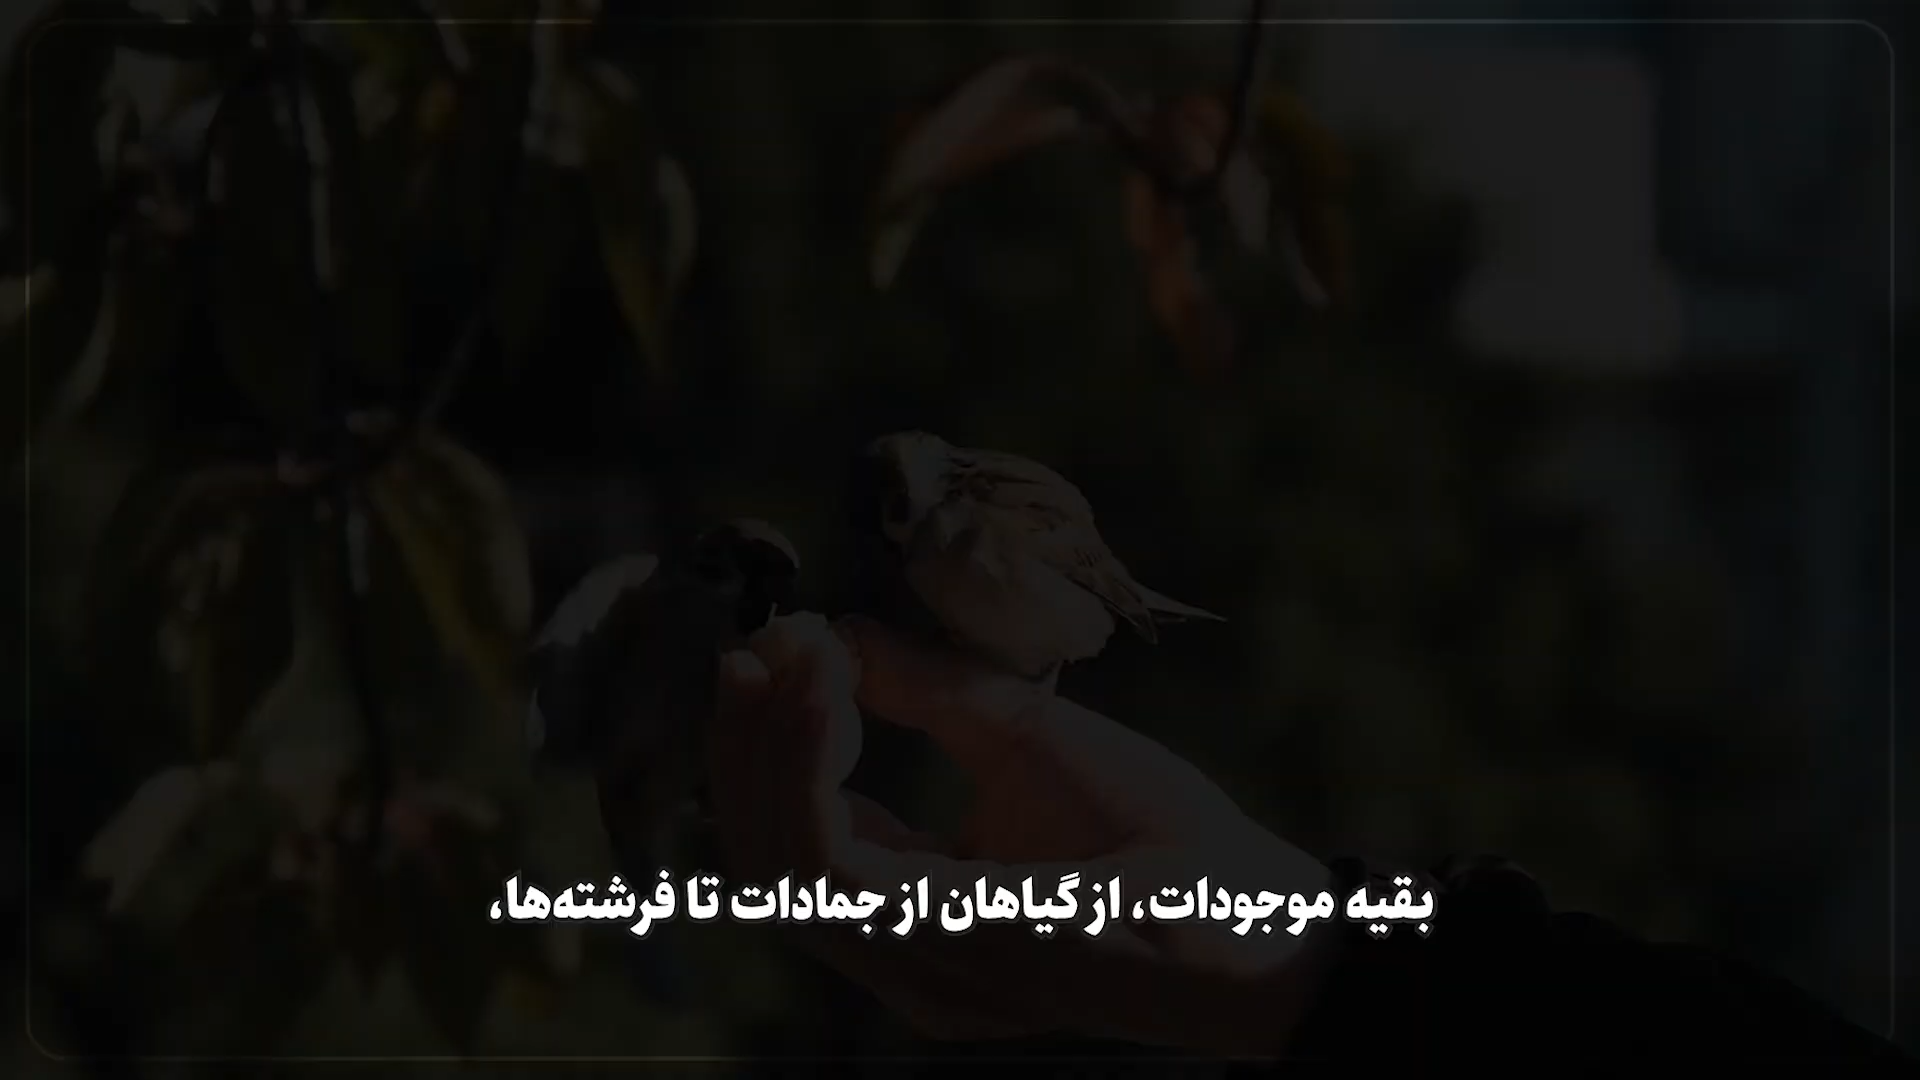 بقیه موجودات، از گیاهان از جمادات تا فرشته‌ها،